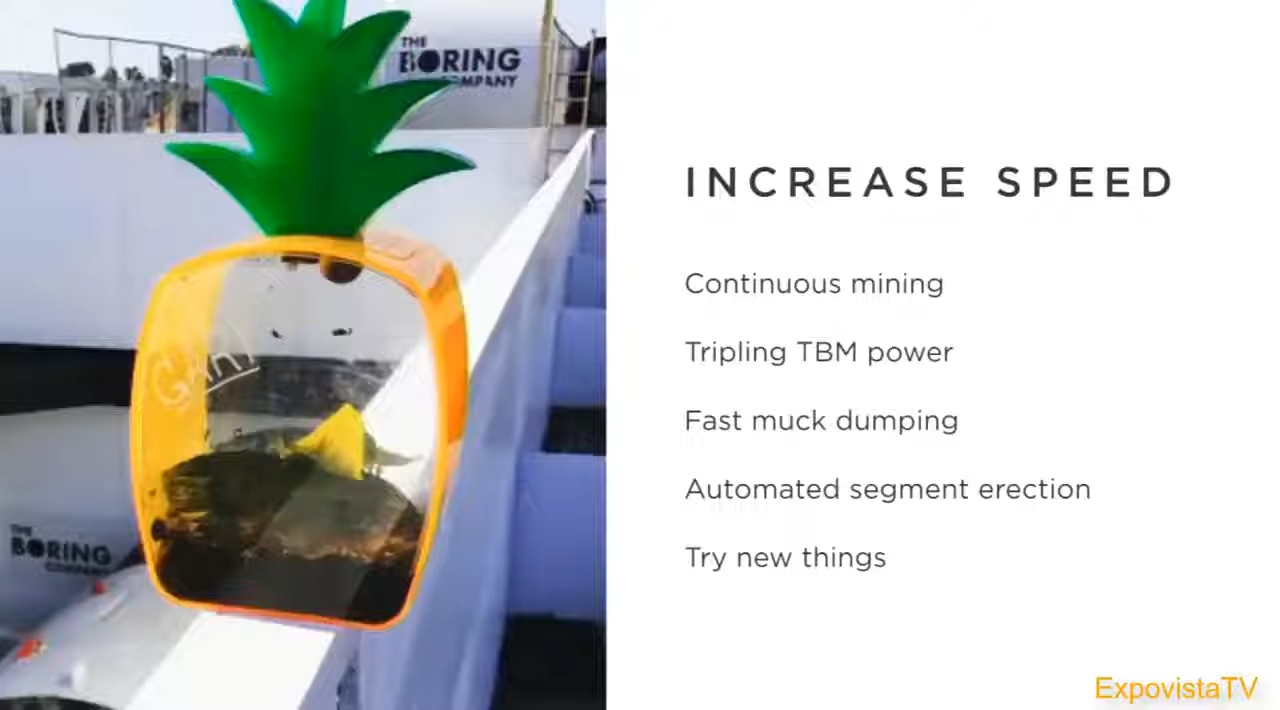 THE
BORING
COMPANY
GARY
THE
BORING
COMPANY
INCREASE SPEED
Continuous mining
Tripling TBM power
Fast muck dumping
Automated segment erection
Try new things
ExpovistaTV